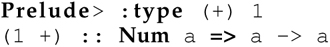 Prelude> :type (+) 1
(1 +) :: Num a => a -> a